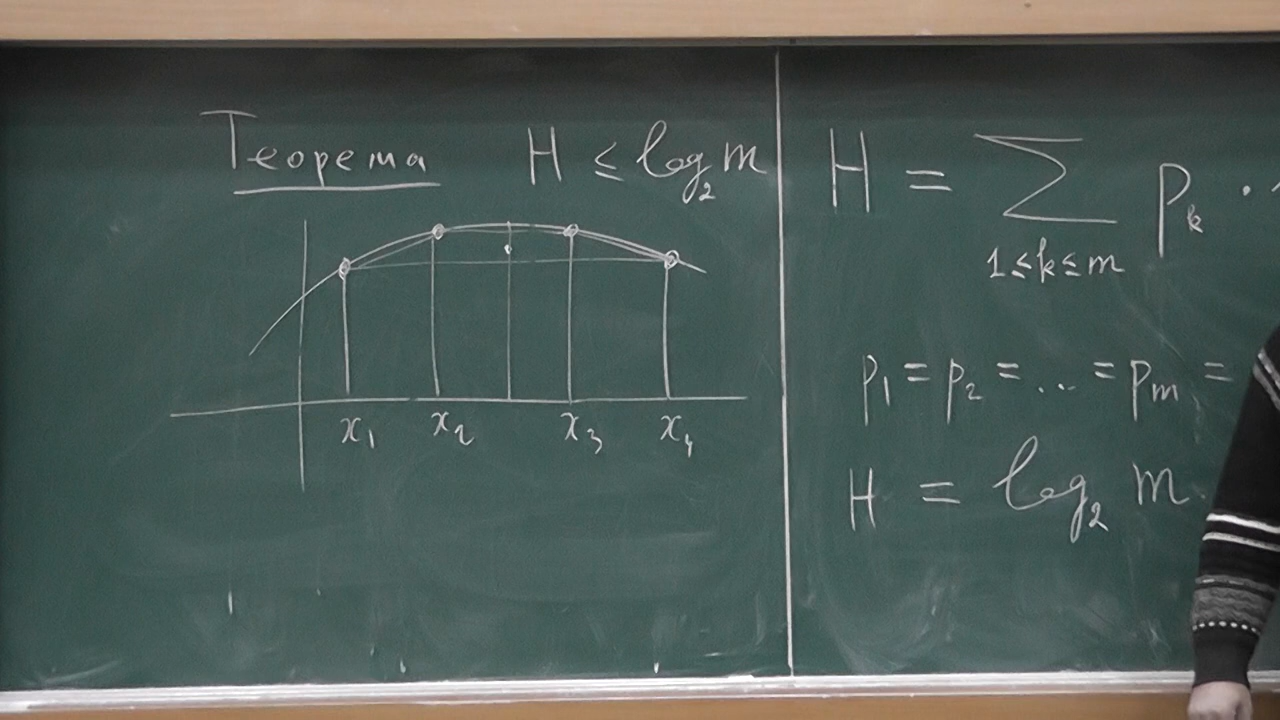 Теорема H ≤ log₂ m
x₁ x₂ x₃ x₄
H = ∑ pₖ ·
1≤k≤m
p₁ = p₂ = ... = pₘ =
H = log₂ m